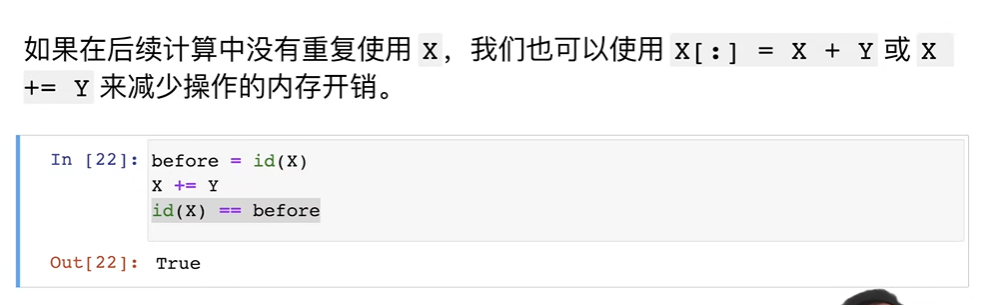 如果在后续计算中没有重复使用 X，我们也可以使用 X[:] = X + Y 或 X
+= Y 来减少操作的内存开销。
In [22]: before = id(X)
X += Y
id(X) == before
Out[22]: True